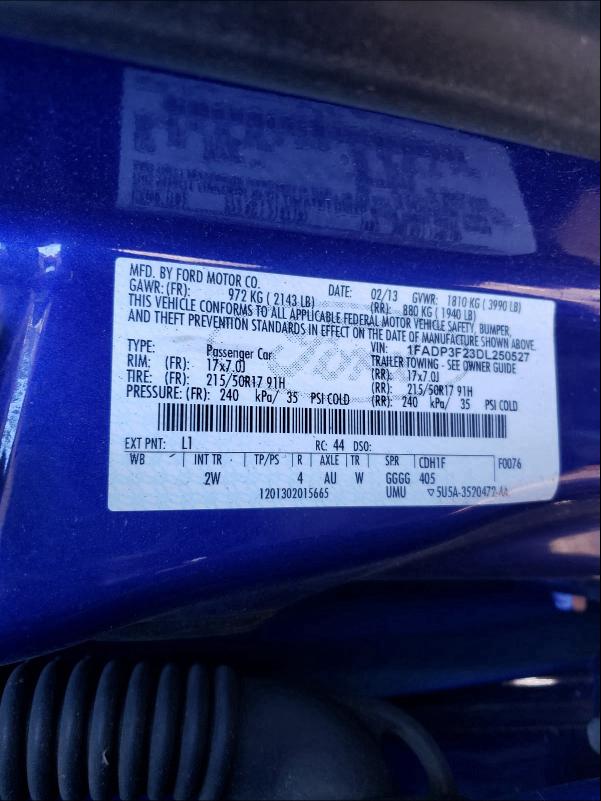 MFD. BY FORD MOTOR CO.
DATE: 02/13 GVWR: 1810 KG ( 3990 LB)
GAWR: (FR): 972 KG ( 2143 LB) (RR): 880 KG ( 1940 LB)
THIS VEHICLE CONFORMS TO ALL APPLICABLE FEDERAL MOTOR VEHICLE SAFETY, BUMPER,
AND THEFT PREVENTION STANDARDS IN EFFECT ON THE DATE OF MANUFACTURE SHOWN ABOVE.
VIN: 1FADP3F23DL250527
TYPE: Passenger Car TRAILER TOWING - SEE OWNER GUIDE
RIM: (FR): 17x7.0J (RR): 17x7.0J
TIRE: (FR): 215/50R17 91H (RR): 215/50R17 91H
PRESSURE: (FR): 240 kPa/ 35 PSI COLD (RR): 240 kPa/ 35 PSI COLD
Ford
EXT PNT: L1 RC: 44 DSO:
WB INT TR TP/PS R AXLE TR SPR CDH1F F0076
2W 4 AU W GGGG 405
1201302015665 UMU ▽5U5A-3520472-AA